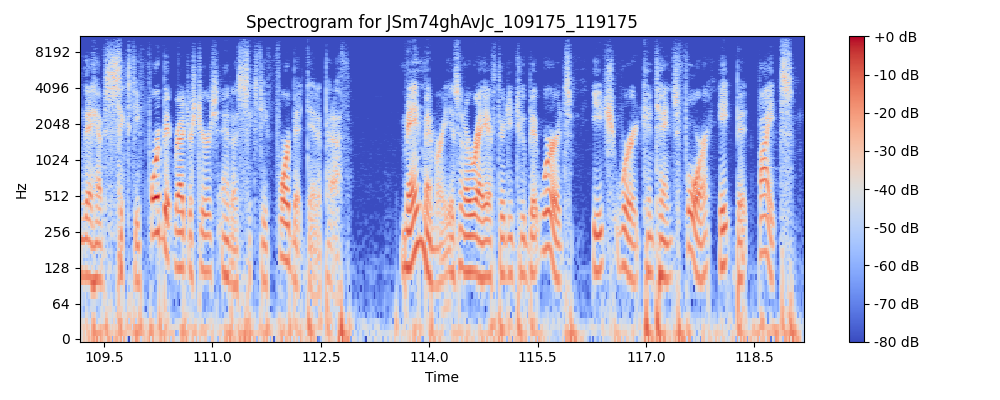 Spectrogram for JSm74ghAvJc_109175_119175
8192
4096
2048
1024
512
256
128
64
0
Hz
109.5 111.0 112.5 114.0 115.5 117.0 118.5
Time
+0 dB
-10 dB
-20 dB
-30 dB
-40 dB
-50 dB
-60 dB
-70 dB
-80 dB